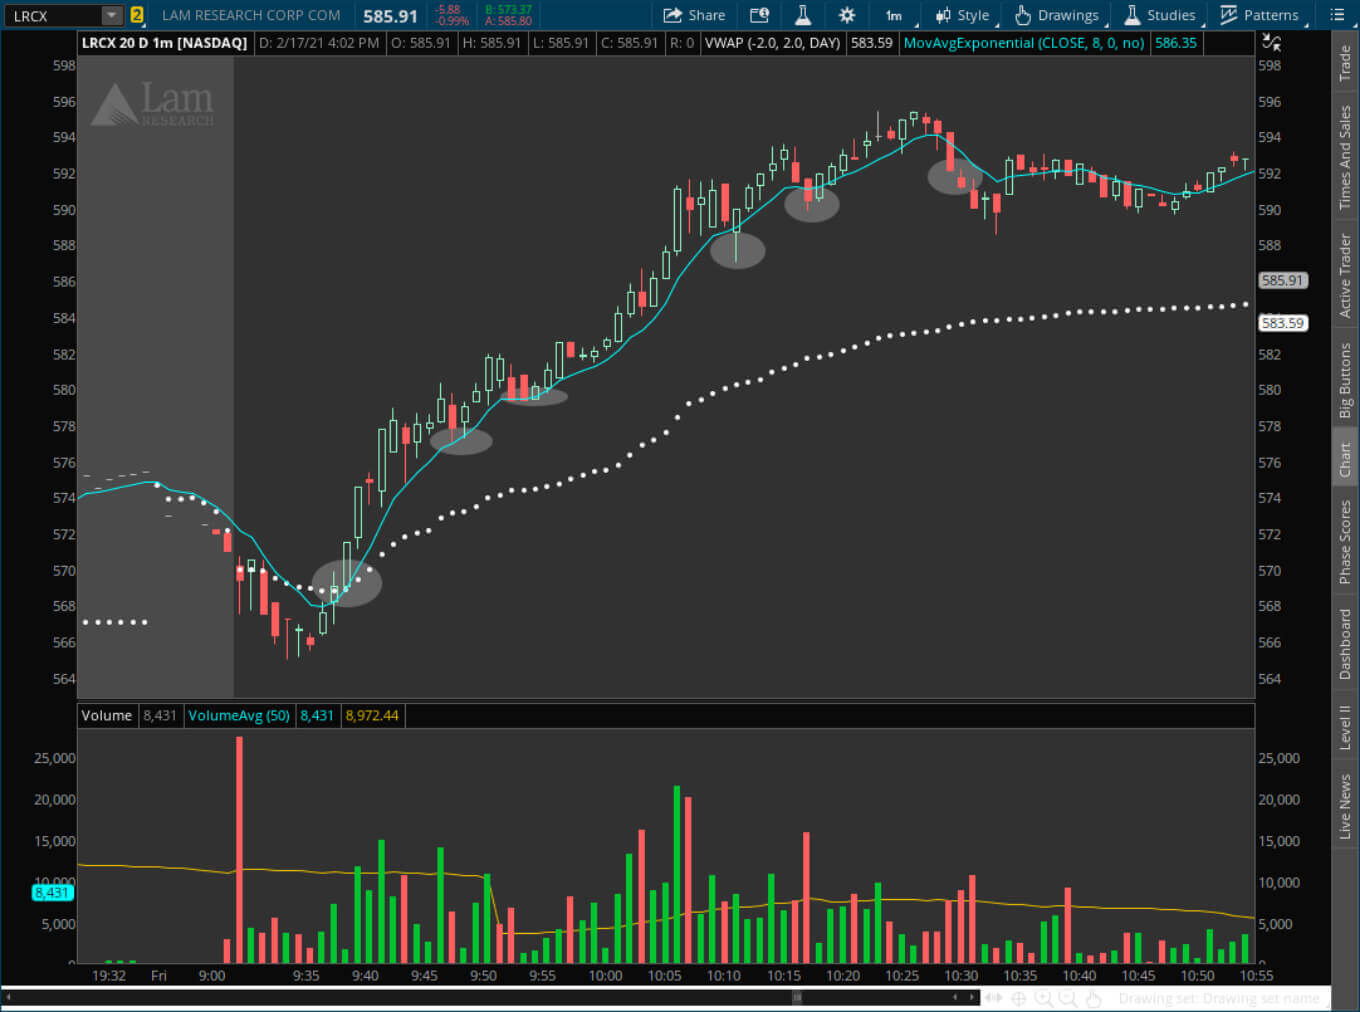 LRCX 2 LAM RESEARCH CORP COM 585.91 -5.88 -0.99% B: 573.37 A: 585.80 Share 1m Style Drawings Studies Patterns
LRCX 20 D 1m [NASDAQ] D: 2/17/21 4:02 PM O: 585.91 H: 585.91 L: 585.91 C: 585.91 R: 0 VWAP (-2.0, 2.0, DAY) 583.59 MovAvgExponential (CLOSE, 8, 0, no) 586.35
Lam
RESEARCH
598 598
596 596
594 594
592 592
590 590
588 588
586
585.91
584
583.59
582 582
580 580
578 578
576 576
574 574
572 572
570 570
568 568
566 566
564 564
Volume 8,431 VolumeAvg (50) 8,431 8,972.44
25,000 25,000
20,000 20,000
15,000 15,000
10,000 10,000
8,431
5,000 5,000
0 0
19:32 Fri 9:00 9:35 9:40 9:45 9:50 9:55 10:00 10:05 10:10 10:15 10:20 10:25 10:30 10:35 10:40 10:45 10:50 10:55
Drawing set: Drawing set name
Trade
Times And Sales
Active Trader
Big Buttons
Chart
Phase Scores
Dashboard
Level II
Live News